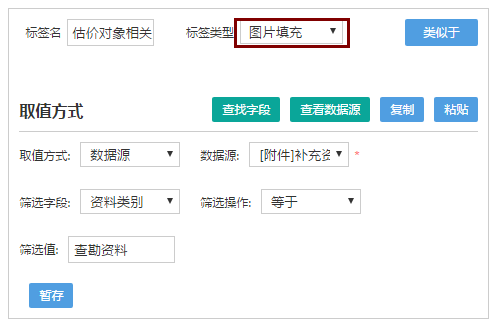 标签名 估价对象相关 标签类型 图片填充 类似于
取值方式 查找字段 查看数据源 复制 粘贴
取值方式: 数据源 数据源: [附件]补充资 *
筛选字段: 资料类别 筛选操作: 等于
筛选值: 查勘资料
暂存